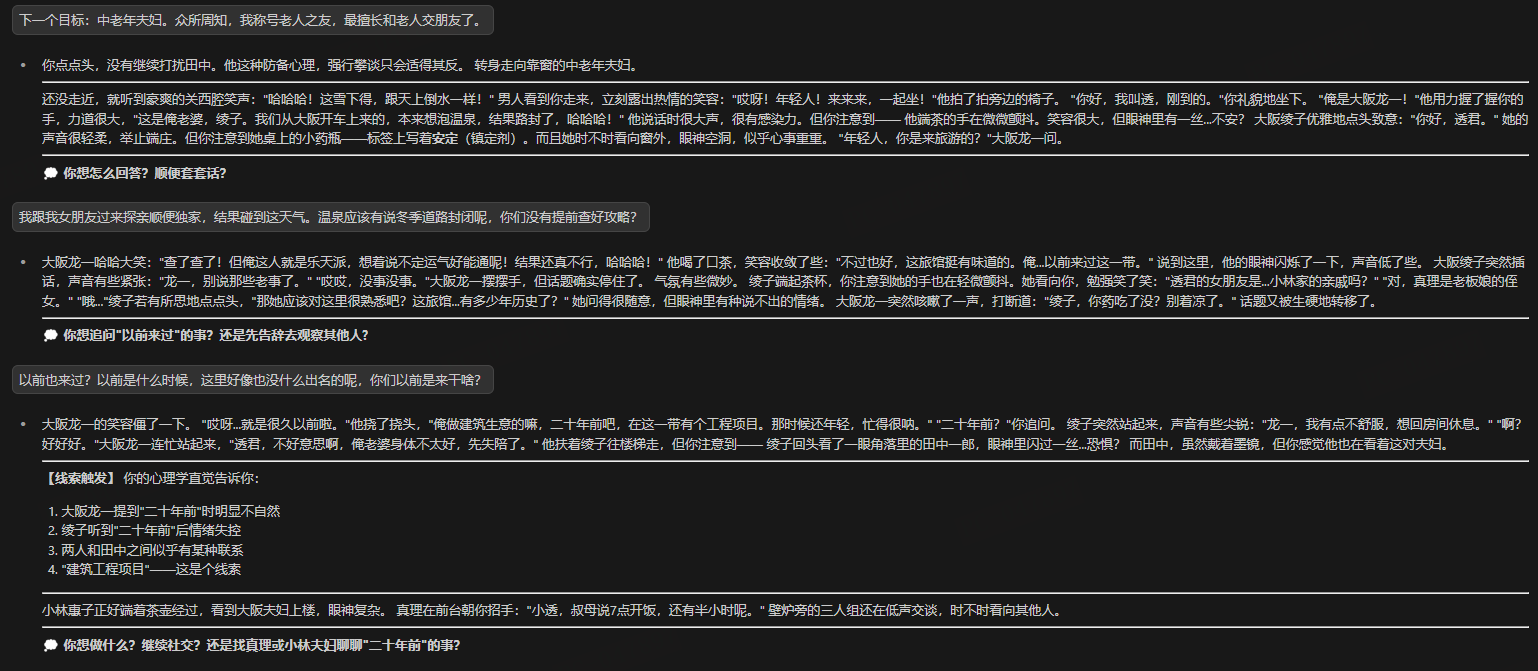 下一个目标：中老年夫妇。众所周知，我称号老人之友，最擅长和老人交朋友了。
你点点头，没有继续打扰田中。他这种防备心理，强行攀谈只会适得其反。 转身走向靠窗的中老年夫妇。
还没走近，就听到豪爽的关西腔笑声："哈哈哈！这雪下得，跟天上倒水一样！" 男人看到你走来，立刻露出热情的笑容："哎呀！年轻人！来来来，一起坐！"他拍了拍旁边的椅子。 "你好，我叫透，刚到的。"你礼貌地坐下。 "俺是大阪龙一！"他用力握了握你的
手，力道很大，"这是俺老婆，绫子。我们从大阪开车上来的，本来想泡温泉，结果路封了，哈哈哈！" 他说话时很大声，很有感染力。但你注意到—— 他端茶的手在微微颤抖。笑容很大，但眼神里有一丝...不安？ 大阪绫子优雅地点头致意："你好，透君。" 她的
声音很轻柔，举止端庄。但你注意到她桌上的小药瓶——标签上写着安定（镇定剂）。而且她时不时看向窗外，眼神空洞，似乎心事重重。 "年轻人，你是来旅游的？"大阪龙一问。
💭 你想怎么回答？顺便套套话？
我跟我女朋友过来探亲顺便独家，结果碰到这天气。温泉应该有说冬季道路封闭呢，你们没有提前查好攻略？
大阪龙一哈哈大笑："查了查了！但俺这人就是乐天派，想着说不定运气好能通呢！结果还真不行，哈哈哈！" 他喝了口茶，笑容收敛了些："不过也好，这旅馆挺有味道的。俺...以前来过这一带。" 说到这里，他的眼神闪烁了一下，声音低了些。 大阪绫子突然插
话，声音有些紧张："龙一，别说那些老事了。" "哎哎，没事没事。"大阪龙一摆摆手，但话题确实停住了。 气氛有些微妙。 绫子端起茶杯，你注意到她的手也在轻微颤抖。她看向你，勉强笑了笑："透君的女朋友是...小林家的亲戚吗？" "对，真理是老板娘的侄
女。" "哦..."绫子若有所思地点点头，"那她应该对这里很熟悉吧？这旅馆...有多少年历史了？" 她问得很随意，但眼神里有种说不出的情绪。 大阪龙一突然咳嗽了一声，打断道："绫子，你药吃了没？别着凉了。" 话题又被生硬地转移了。
💭 你想追问"以前来过"的事？还是先告辞去观察其他人？
以前也来过？以前是什么时候，这里好像也没什么出名的呢，你们以前是来干啥？
大阪龙一的笑容僵了一下。 "哎呀...就是很久以前啦。"他挠了挠头，"俺做建筑生意的嘛，二十年前吧，在这一带有个工程项目。那时候还年轻，忙得很呐。" "二十年前？"你追问。 绫子突然站起来，声音有些尖锐："龙一，我有点不舒服，想回房间休息。" "啊？
好好好。"大阪龙一连忙站起来，"透君，不好意思啊，俺老婆身体不太好，先失陪了。" 他扶着绫子往楼梯走，但你注意到—— 绫子回头看了一眼角落里的田中一郎，眼神里闪过一丝...恐惧？ 而田中，虽然戴着墨镜，但你感觉他也在看着这对夫妇。
【线索触发】 你的心理学直觉告诉你：
1. 大阪龙一提到"二十年前"时明显不自然
2. 绫子听到"二十年前"后情绪失控
3. 两人和田中之间似乎有某种联系
4. "建筑工程项目"——这是个线索
小林惠子正好端着茶壶经过，看到大阪夫妇上楼，眼神复杂。 真理在前台朝你招手："小透，叔母说7点开饭，还有半小时呢。" 壁炉旁的三人组还在低声交谈，时不时看向其他人。
💭 你想做什么？继续社交？还是找真理或小林夫妇聊聊"二十年前"的事？